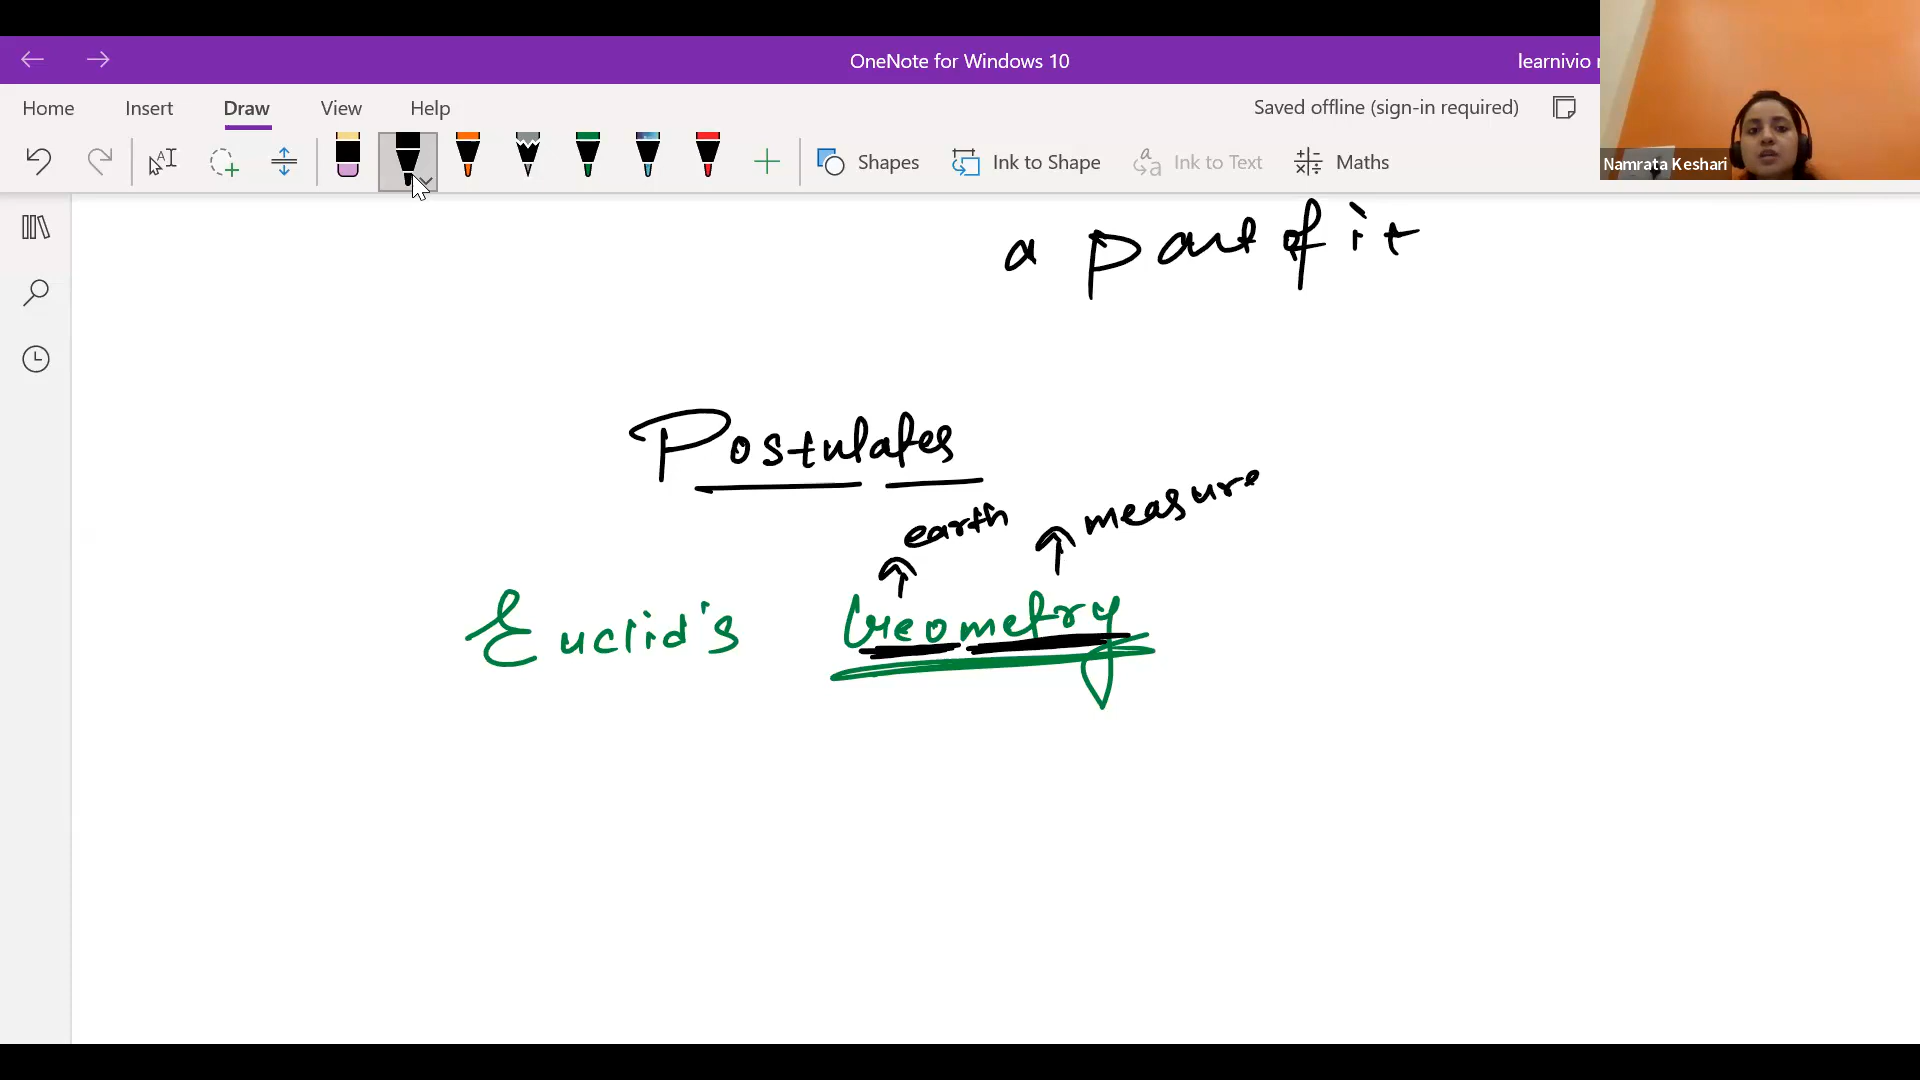 OneNote for Windows 10
learnivio
Home Insert Draw View Help
Saved offline (sign-in required)
Shapes Ink to Shape Ink to Text Maths
Namrata Keshari
a part of it
Postulates
earth measure
Euclid's Geometry